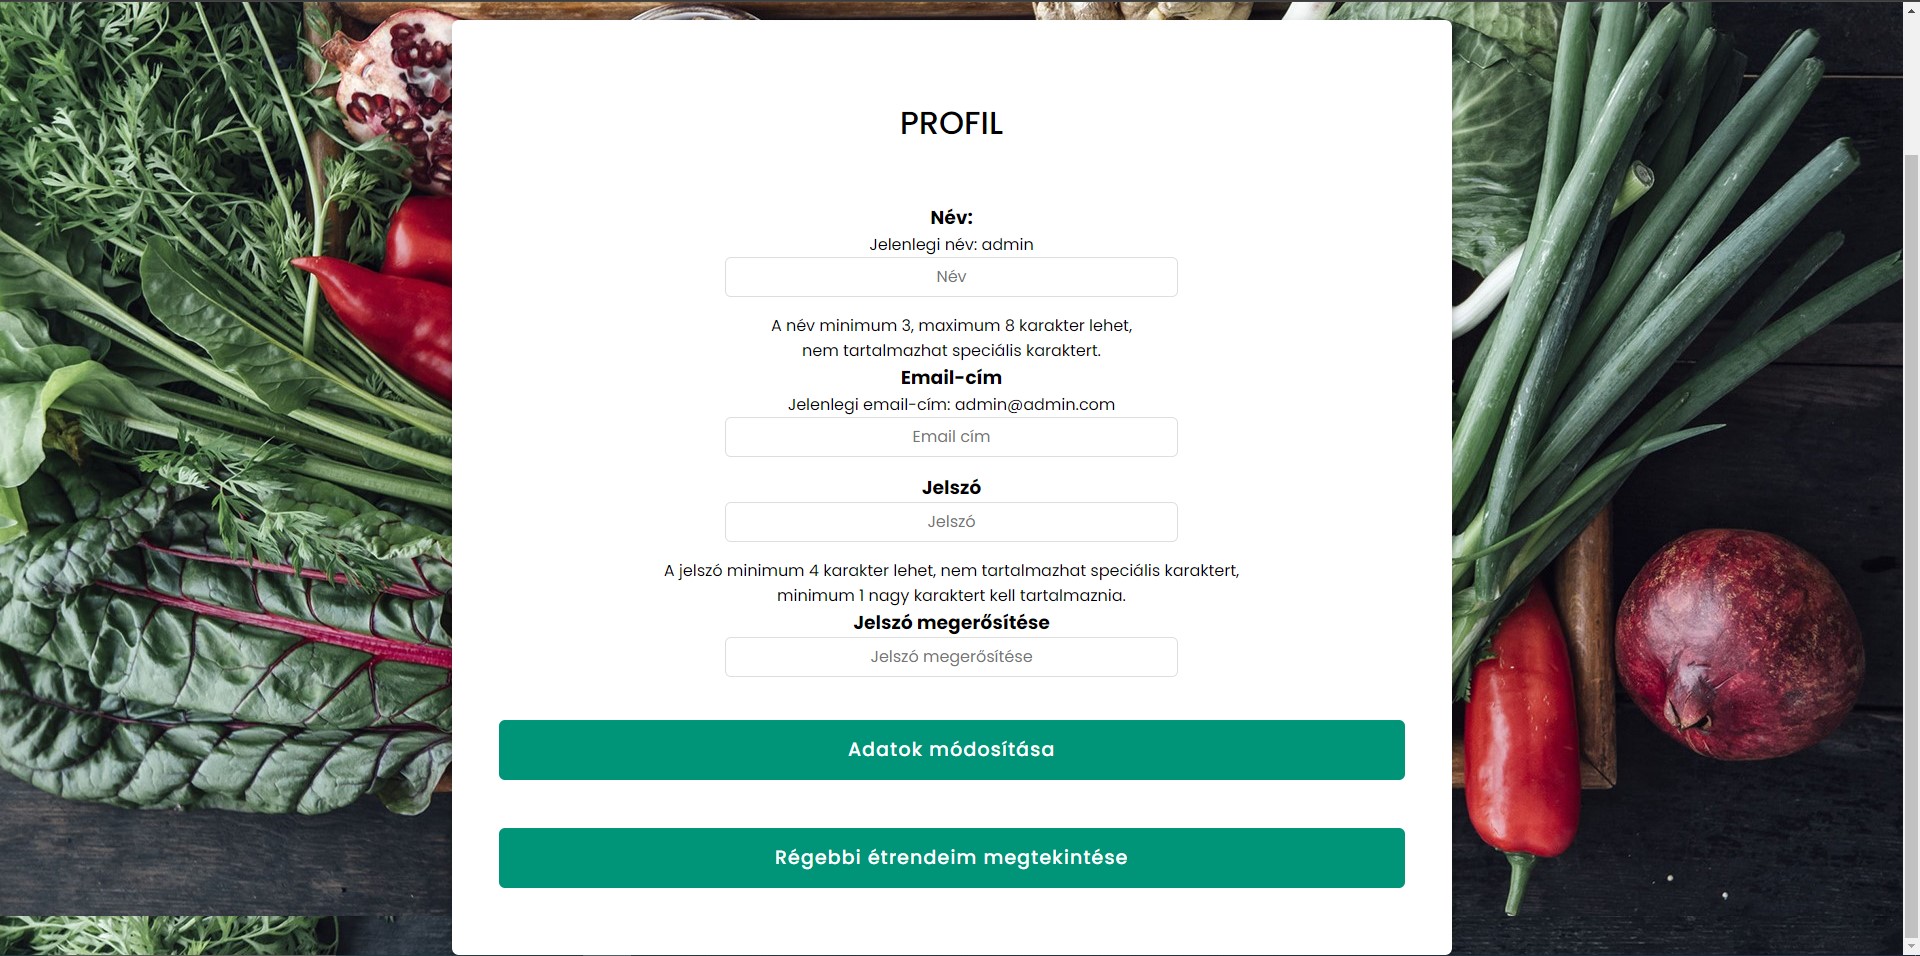 PROFIL
Név:
Jelenlegi név: admin
Név
A név minimum 3, maximum 8 karakter lehet,
nem tartalmazhat speciális karaktert.
Email-cím
Jelenlegi email-cím: admin@admin.com
Email cím
Jelszó
Jelszó
A jelszó minimum 4 karakter lehet, nem tartalmazhat speciális karaktert,
minimum 1 nagy karaktert kell tartalmaznia.
Jelszó megerősítése
Jelszó megerősítése
Adatok módosítása
Régebbi étrendeim megtekintése